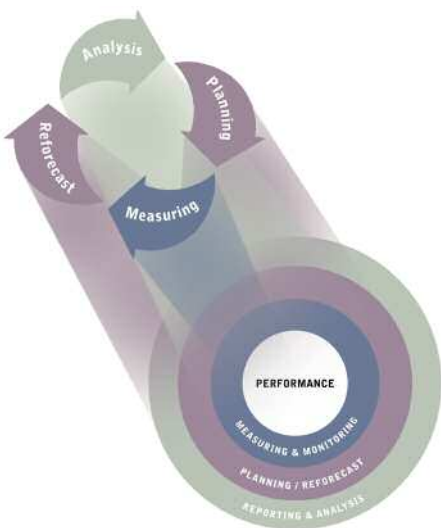 Analysis
Planning
Reforecast
Measuring
PERFORMANCE
MEASURING & MONITORING
PLANNING / REFORECAST
REPORTING & ANALYSIS